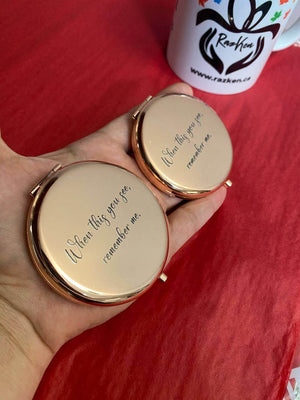 RazKen
www.razken.ca
When this you see,
remember me.
When this you see,
remember me.